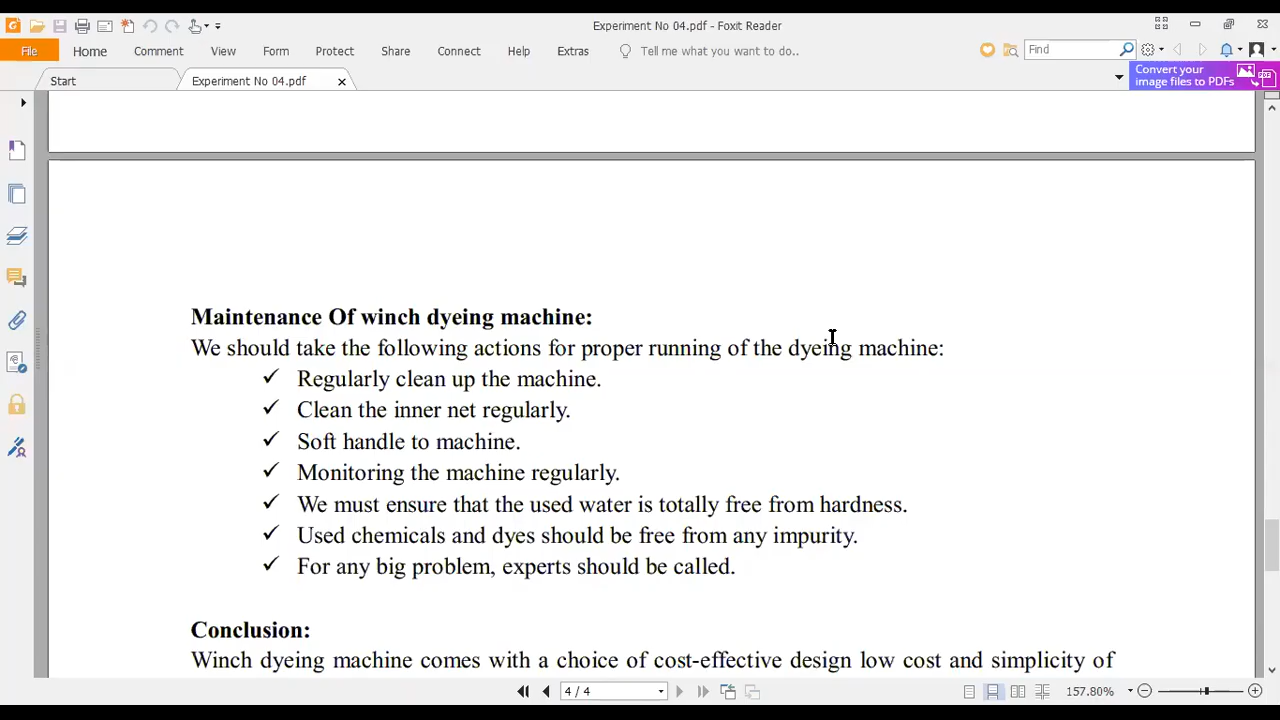 Experiment No 04.pdf - Foxit Reader
File Home Comment View Form Protect Share Connect Help Extras Tell me what you want to do.. Find
Start Experiment No 04.pdf
Convert your
image files to PDFs
Maintenance Of winch dyeing machine:
We should take the following actions for proper running of the dyeing machine:
✓ Regularly clean up the machine.
✓ Clean the inner net regularly.
✓ Soft handle to machine.
✓ Monitoring the machine regularly.
✓ We must ensure that the used water is totally free from hardness.
✓ Used chemicals and dyes should be free from any impurity.
✓ For any big problem, experts should be called.
Conclusion:
Winch dyeing machine comes with a choice of cost-effective design low cost and simplicity of
4 / 4 157.80%